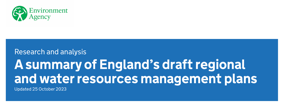 Environment
Agency
Research and analysis
A summary of England's draft regional
and water resources management plans
Updated 25 October 2023